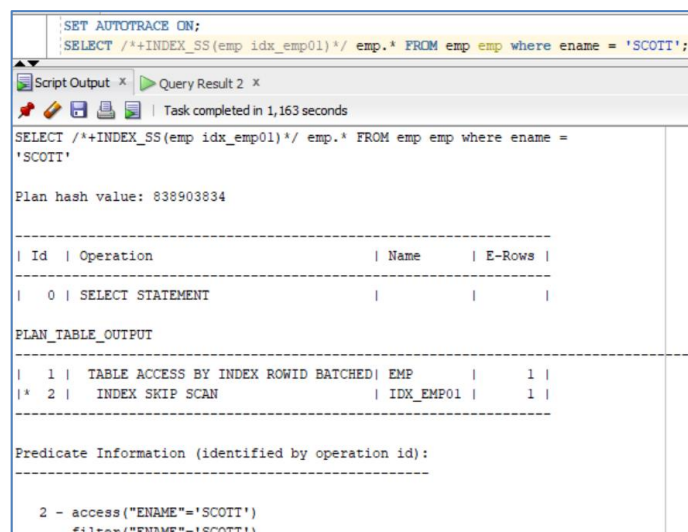 SET AUTOTRACE ON;
SELECT /*+INDEX_SS(emp idx_emp01)*/ emp.* FROM emp emp where ename = 'SCOTT';
Script Output x Query Result 2 x
Task completed in 1,163 seconds
SELECT /*+INDEX_SS(emp idx_emp01)*/ emp.* FROM emp emp where ename =
'SCOTT'
Plan hash value: 838903834
---------------------------------------------------------------
| Id | Operation | Name | E-Rows |
---------------------------------------------------------------
| 0 | SELECT STATEMENT | | |
PLAN_TABLE_OUTPUT
---------------------------------------------------------------
| 1 | TABLE ACCESS BY INDEX ROWID BATCHED| EMP | 1 |
|* 2 | INDEX SKIP SCAN | IDX_EMP01 | 1 |
---------------------------------------------------------------
Predicate Information (identified by operation id):
---------------------------------------------------
2 - access("ENAME"='SCOTT')
filter("ENAME"='SCOTT')